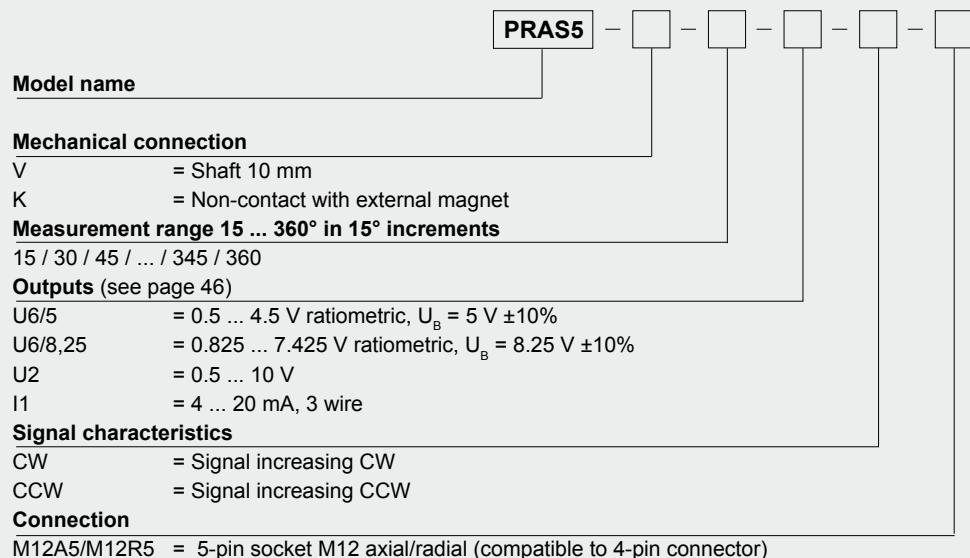 PRAS5 – – – – –
Model name
Mechanical connection
V = Shaft 10 mm
K = Non-contact with external magnet
Measurement range 15 ... 360° in 15° increments
15 / 30 / 45 / ... / 345 / 360
Outputs (see page 46)
U6/5 = 0.5 ... 4.5 V ratiometric, U_B = 5 V ±10%
U6/8,25 = 0.825 ... 7.425 V ratiometric, U_B = 8.25 V ±10%
U2 = 0.5 ... 10 V
I1 = 4 ... 20 mA, 3 wire
Signal characteristics
CW = Signal increasing CW
CCW = Signal increasing CCW
Connection
M12A5/M12R5 = 5-pin socket M12 axial/radial (compatible to 4-pin connector)